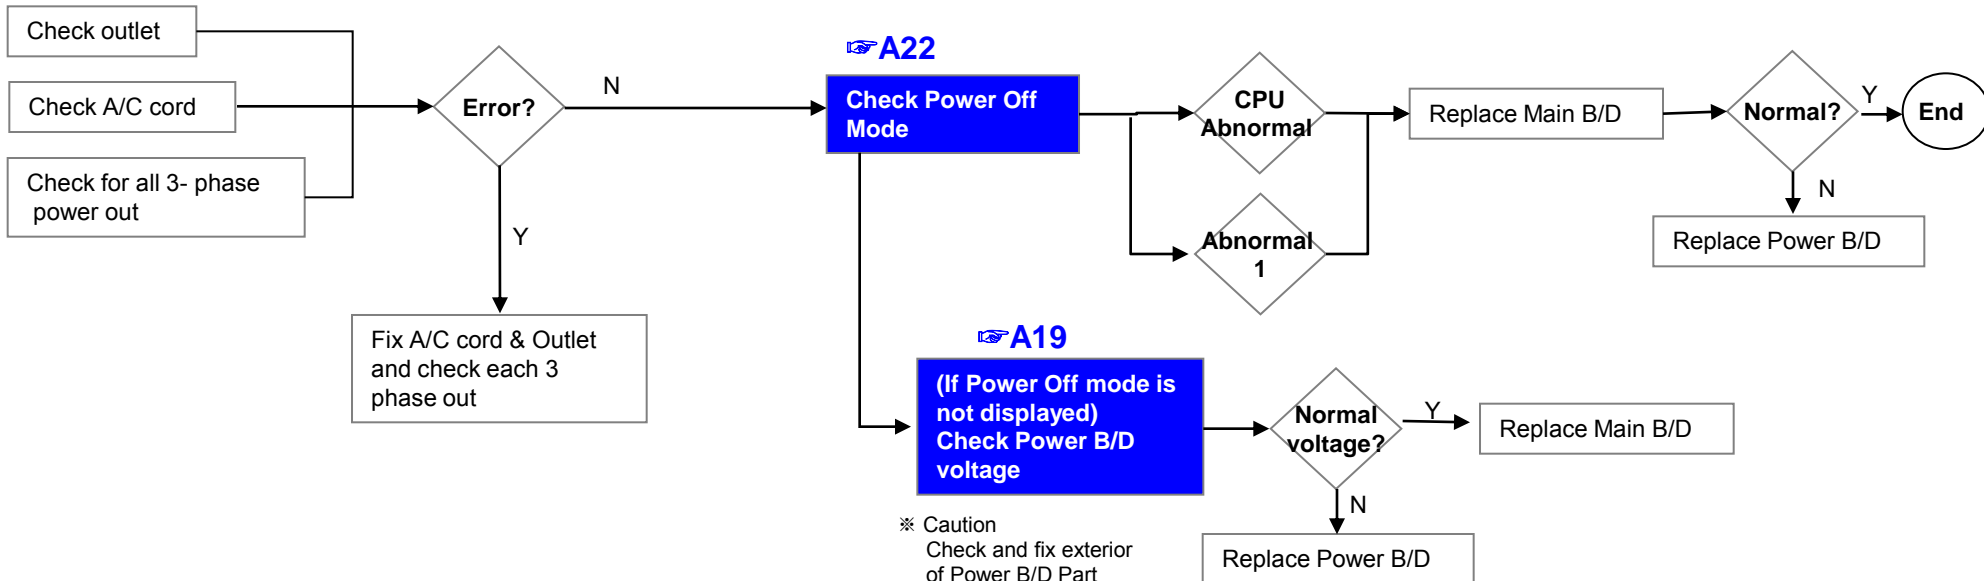 Check outlet
Check A/C cord
Check for all 3- phase
power out
Error?
N
Y
Fix A/C cord & Outlet
and check each 3
phase out
☞A22
Check Power Off
Mode
CPU
Abnormal
Abnormal
1
Replace Main B/D
Normal?
Y
End
N
Replace Power B/D
☞A19
(If Power Off mode is
not displayed)
Check Power B/D
voltage
Normal
voltage?
Y
Replace Main B/D
N
Replace Power B/D
※ Caution
Check and fix exterior
of Power B/D Part